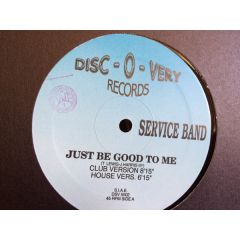 DISC-O-VERY
RECORDS
SERVICE BAND
JUST BE GOOD TO ME
CLUB VERSION 8'15"
HOUSE VERS. 6'15"
S.I.A.E.
45 RPM SIDE A